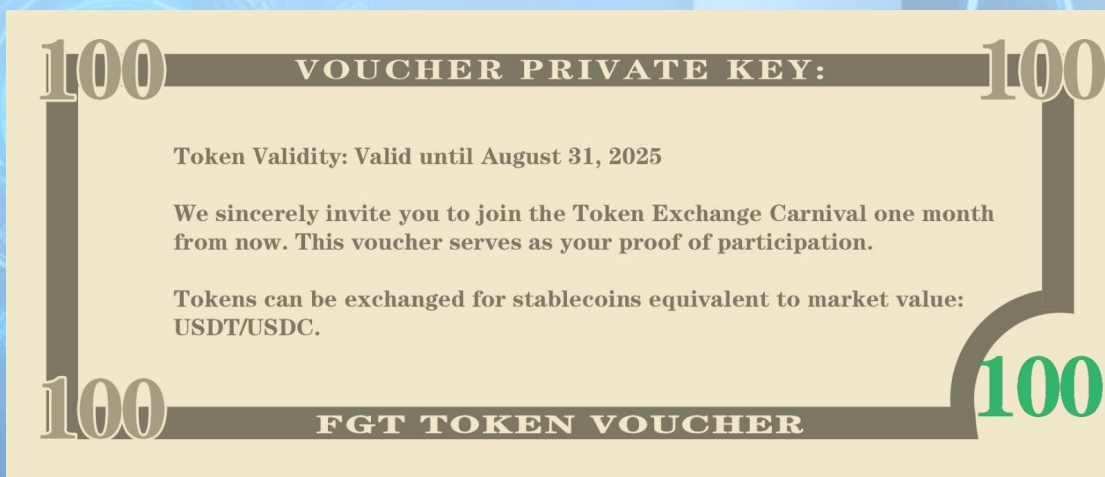 100 VOUCHER PRIVATE KEY: 100
Token Validity: Valid until August 31, 2025
We sincerely invite you to join the Token Exchange Carnival one month
from now. This voucher serves as your proof of participation.
Tokens can be exchanged for stablecoins equivalent to market value:
USDT/USDC.
100 FGT TOKEN VOUCHER 100